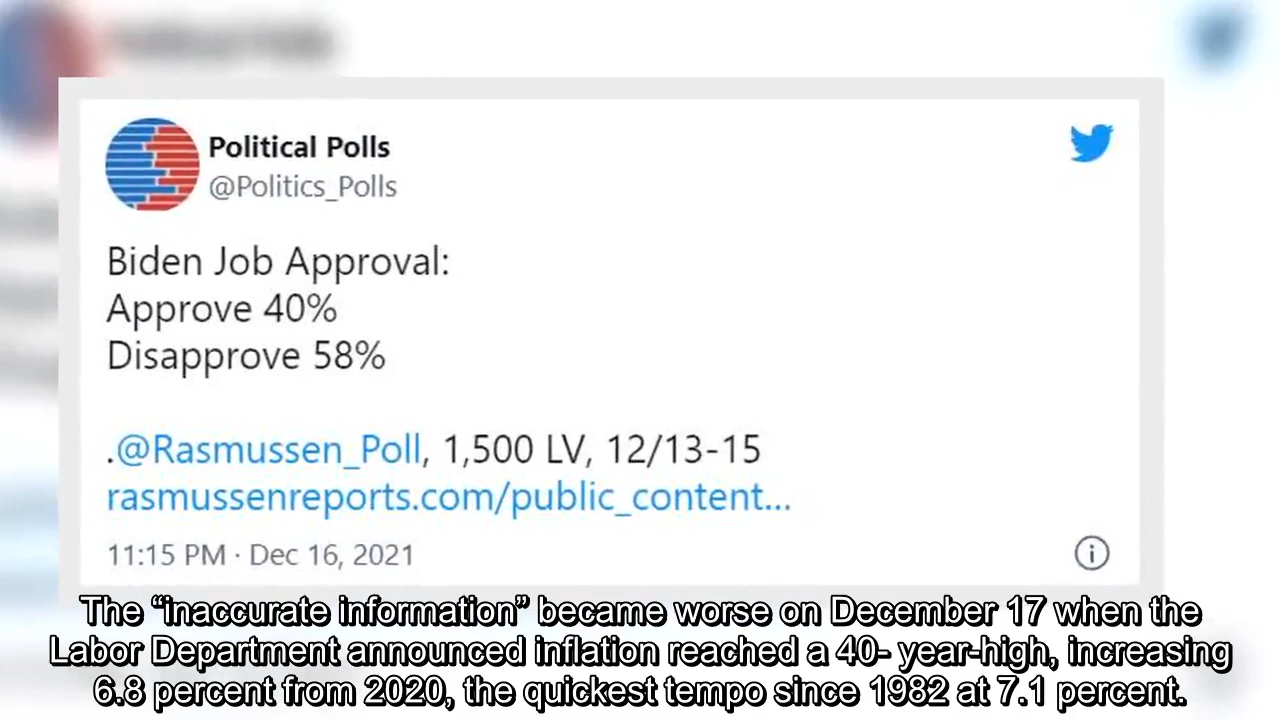 Political Polls
@Politics_Polls
Biden Job Approval:
Approve 40%
Disapprove 58%
.@Rasmussen_Poll, 1,500 LV, 12/13-15
rasmussenreports.com/public_content...
11:15 PM · Dec 16, 2021
The “inaccurate information” became worse on December 17 when the
Labor Department announced inflation reached a 40- year-high, increasing
6.8 percent from 2020, the quickest tempo since 1982 at 7.1 percent.